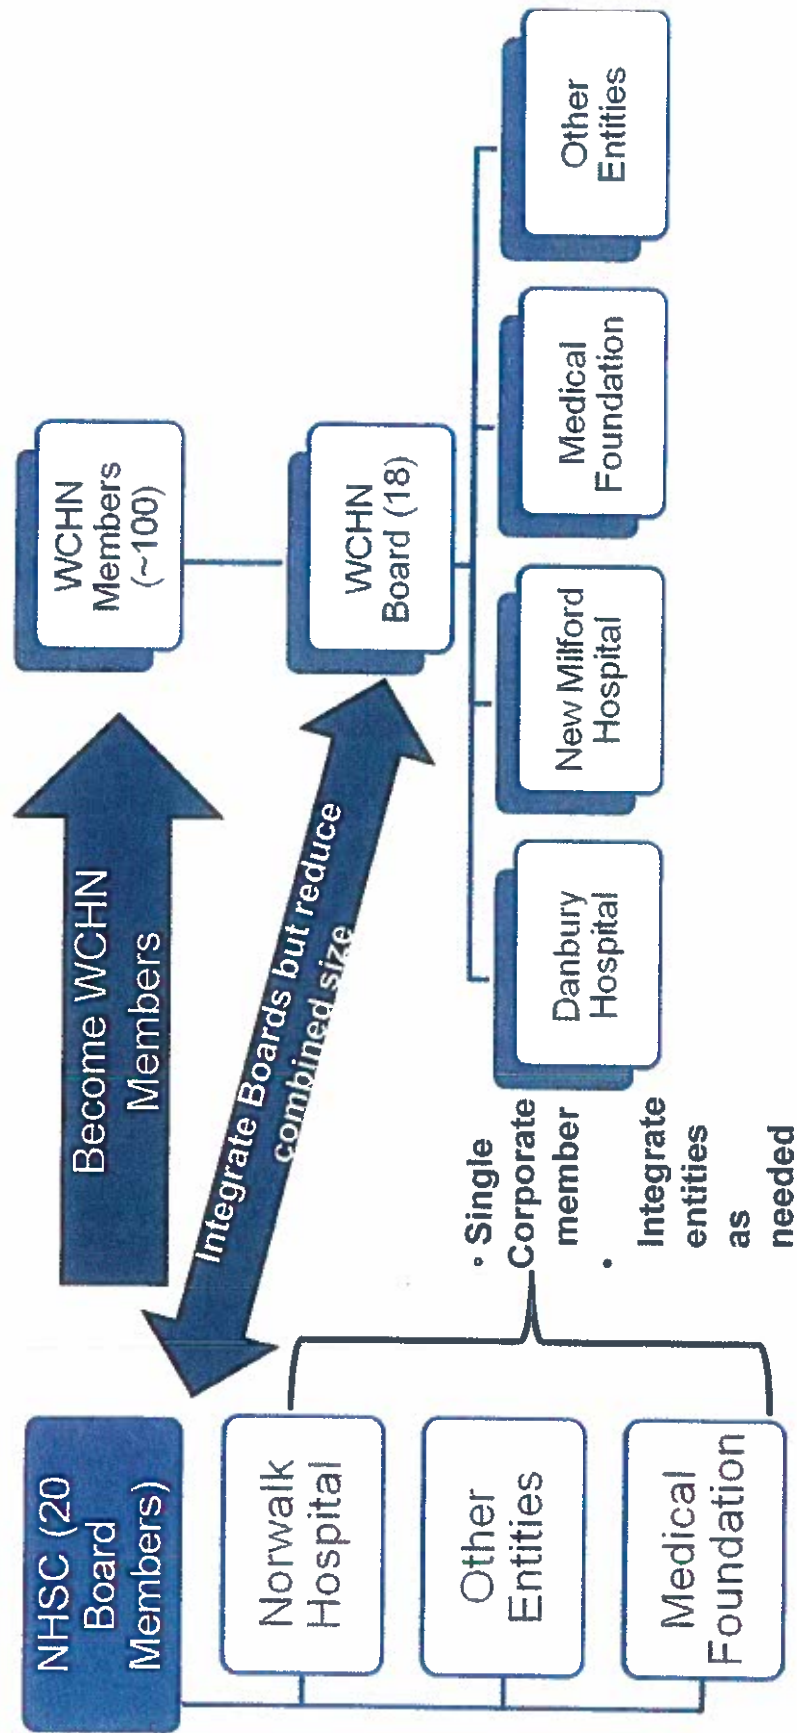 NHSC (20
Board
Members)
Norwalk
Hospital
Other
Entities
Medical
Foundation
Become WCHN
Members
Integrate Boards but reduce
combined size
• Single
Corporate
member
• Integrate
entities
as
needed
WCHN
Members
(~100)
WCHN
Board (18)
Danbury
Hospital
New Milford
Hospital
Medical
Foundation
Other
Entities